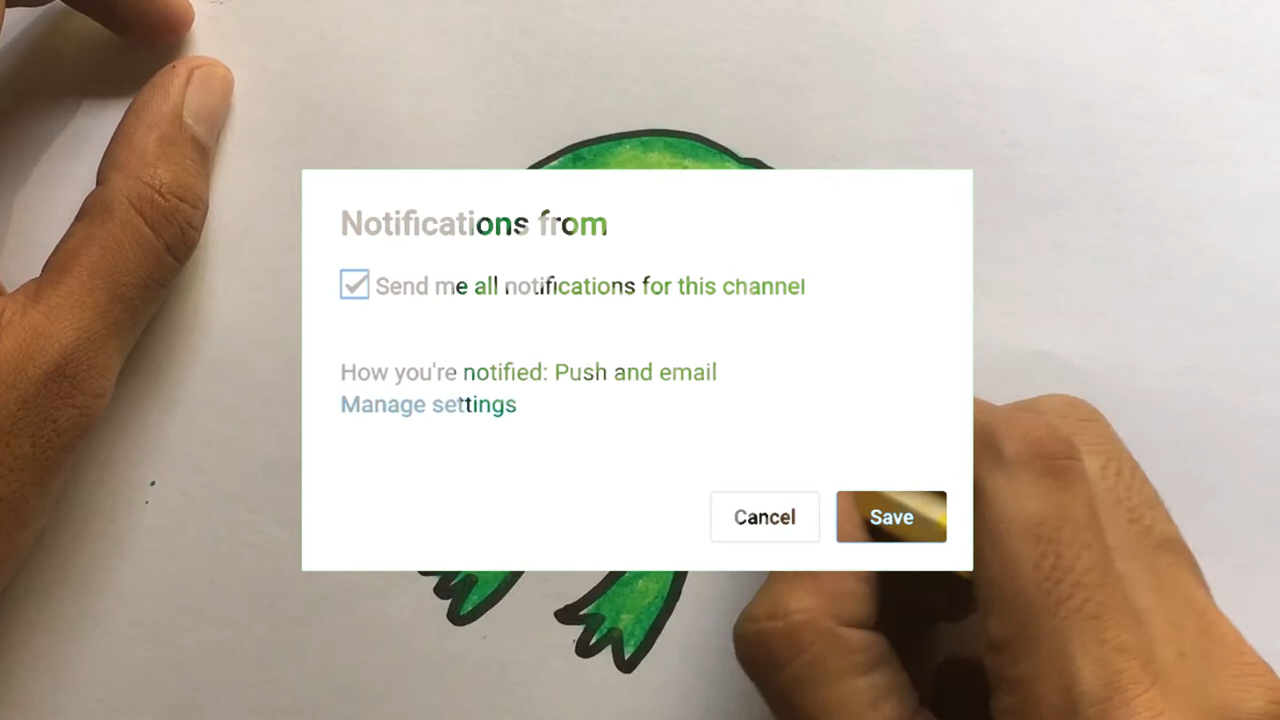 Notifications from
Send me all notifications for this channel
How you're notified: Push and email
Manage settings
Cancel
Save